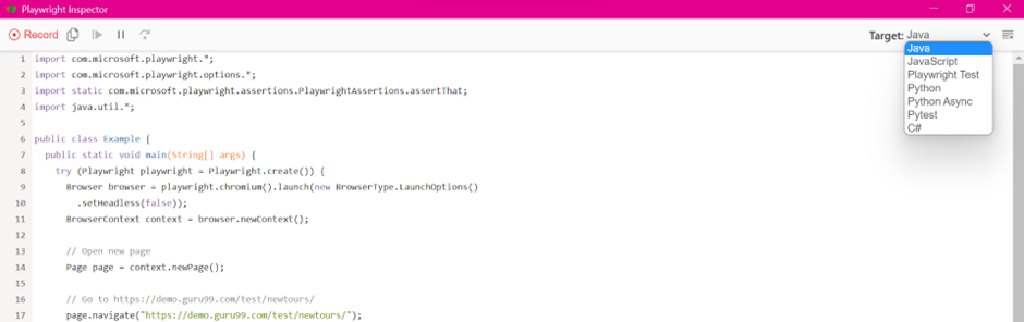 Playwright Inspector
Record
Target: Java
Java
JavaScript
Playwright Test
Python
Python Async
Pytest
C#
1 import com.microsoft.playwright.*;
2 import com.microsoft.playwright.options.*;
3 import static com.microsoft.playwright.assertions.PlaywrightAssertions.assertThat;
4 import java.util.*;
5
6 public class Example {
7 public static void main(String[] args) {
8 try (Playwright playwright = Playwright.create()) {
9 Browser browser = playwright.chromium().launch(new BrowserType.LaunchOptions()
10 .setHeadless(false));
11 BrowserContext context = browser.newContext();
12
13 // Open new page
14 Page page = context.newPage();
15
16 // Go to https://demo.guru99.com/test/newtours/
17 page.navigate("https://demo.guru99.com/test/newtours/");